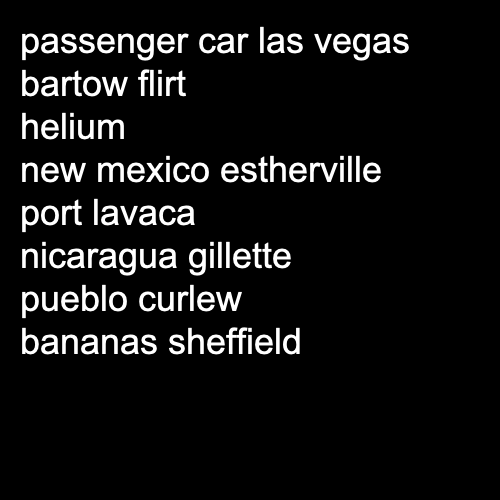 passenger car las vegas
bartow flirt
helium
new mexico estherville
port lavaca
nicaragua gillette
pueblo curlew
bananas sheffield